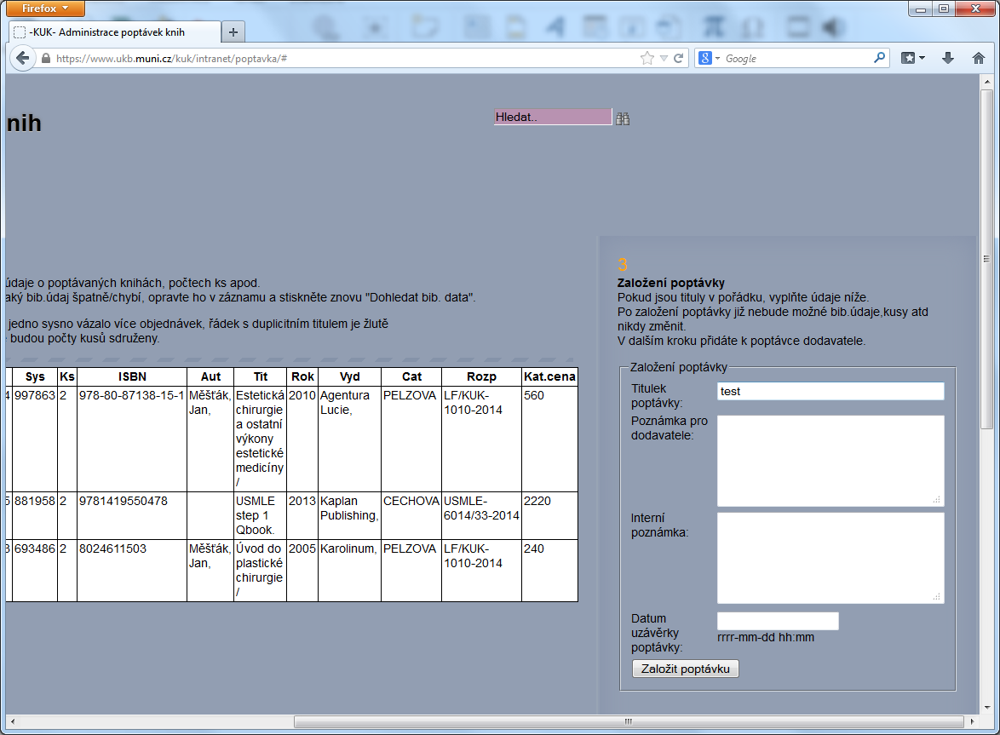 Firefox
-KUK- Administrace poptávek knih
https://www.ukb.muni.cz/kuk/intranet/poptavka/#
Google
nih
Hledat..
údaje o poptávaných knihách, počtech ks apod.
aký bib.údaj špatně/chybí, opravte ho v záznamu a stiskněte znovu "Dohledat bib. data".
jedno sysno vázalo více objednávek, řádek s duplicitním titulem je žlutě
budou počty kusů sdruženy.
Sys Ks ISBN Aut Tit Rok Vyd Cat Rozp Kat.cena
4 997863 2 978-80-87138-15-1 Měšťák, Estetická 2010 Agentura PELZOVA LF/KUK- 560
Jan, chirurgie Lucie, 1010-2014
a ostatní
výkony
estetické
medicíny
/
5 881958 2 9781419550478 USMLE 2013 Kaplan CECHOVA USMLE- 2220
step 1 Publishing, 6014/33-2014
Qbook.
3 693486 2 8024611503 Měšťák, Úvod do 2005 Karolinum, PELZOVA LF/KUK- 240
Jan, plastické 1010-2014
chirurgie
/
3
Založení poptávky
Pokud jsou tituly v pořádku, vyplňte údaje níže.
Po založení poptávky již nebude možné bib.údaje,kusy atd
nikdy změnit.
V dalším kroku přidáte k poptávce dodavatele.
Založení poptávky
Titulek test
poptávky:
Poznámka pro
dodavatele:
Interní
poznámka:
Datum
uzávěrky rrrr-mm-dd hh:mm
poptávky:
Založit poptávku